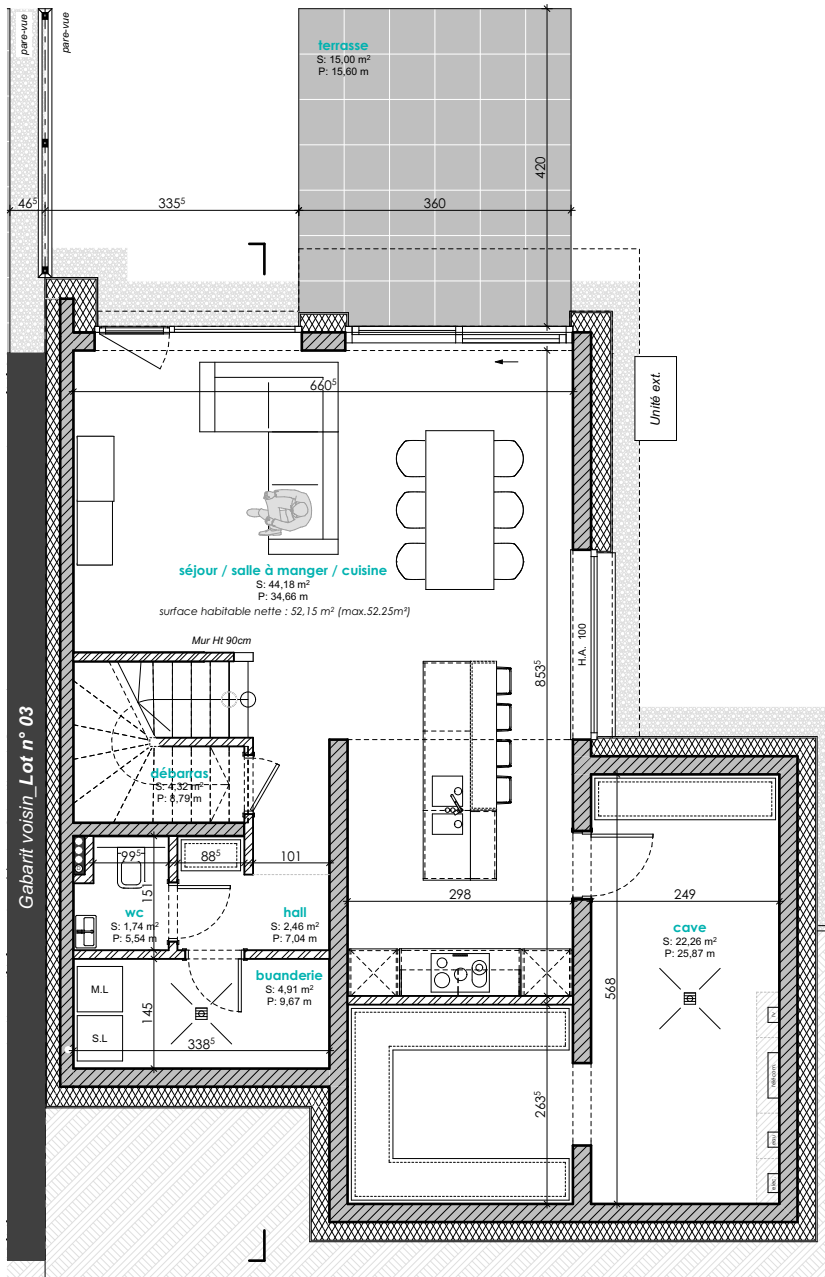 pare-vue
pare-vue
terrasse
S: 15,00 m²
P: 15,60 m
420
46⁵
335⁵
360
660⁵
Unité ext.
séjour / salle à manger / cuisine
S: 44,18 m²
P: 34,66 m
surface habitable nette : 52,15 m² (max.52.25m²)
H.A. 100
Mur Ht 90cm
853⁵
Gabarit voisin_Lot n° 03
débarras
S: 4,32 m²
P: 8,79 m
99⁵
88⁵
101
151
298
249
wc
S: 1,74 m²
P: 5,54 m
hall
S: 2,46 m²
P: 7,04 m
cave
S: 22,26 m²
P: 25,87 m
buanderie
S: 4,91 m²
P: 9,67 m
M.L
S.L
145
338⁵
568
263⁵
eau
élec.